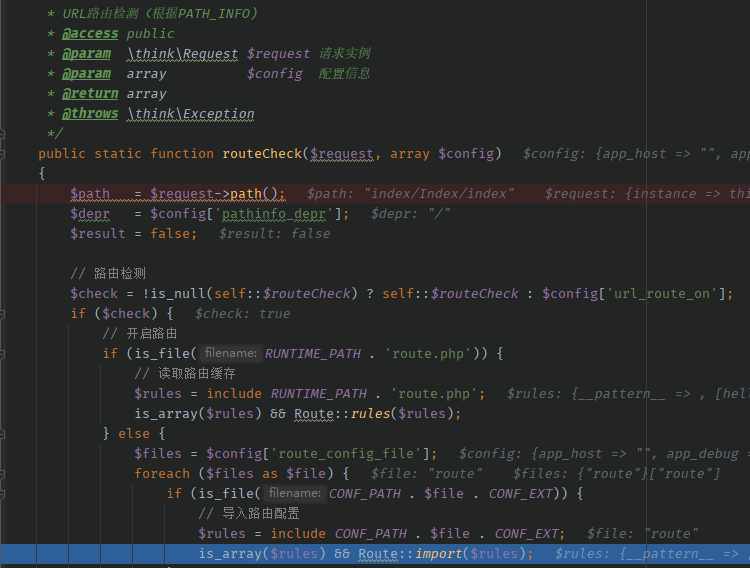 * URL路由检测（根据PATH_INFO)
* @access public
* @param \think\Request $request 请求实例
* @param array $config 配置信息
* @return array
* @throws \think\Exception
*/
public static function routeCheck($request, array $config) $config: {app_host => "", app
{
$path = $request->path(); $path: "index/Index/index" $request: {instance => thi
$depr = $config['pathinfo_depr']; $depr: "/"
$result = false; $result: false
// 路由检测
$check = !is_null(self::$routeCheck) ? self::$routeCheck : $config['url_route_on'];
if ($check) { $check: true
// 开启路由
if (is_file( filename: RUNTIME_PATH . 'route.php')) {
// 读取路由缓存
$rules = include RUNTIME_PATH . 'route.php'; $rules: {__pattern__ => , [hell
is_array($rules) && Route::rules($rules);
} else {
$files = $config['route_config_file']; $config: {app_host => "", app_debug =
foreach ($files as $file) { $file: "route" $files: {"route"}["route"]
if (is_file( filename: CONF_PATH . $file . CONF_EXT)) {
// 导入路由配置
$rules = include CONF_PATH . $file . CONF_EXT; $file: "route"
is_array($rules) && Route::import($rules); $rules: {__pattern__ => ,